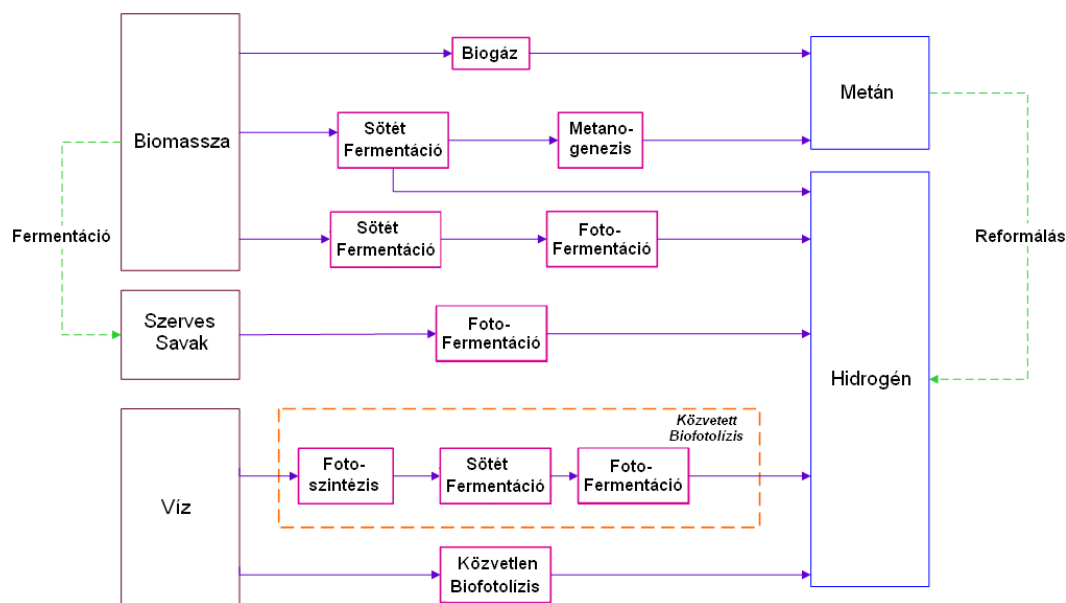 Biogáz
Metán
Sötét
Fermentáció
Metano-
genezis
Biomassza
Fermentáció
Sötét
Fermentáció
Foto-
Fermentáció
Reformálás
Szerves
Savak
Foto-
Fermentáció
Hidrogén
Közvetett
Biofotolízis
Foto-
szintézis
Sötét
Fermentáció
Foto-
Fermentáció
Víz
Közvetlen
Biofotolízis